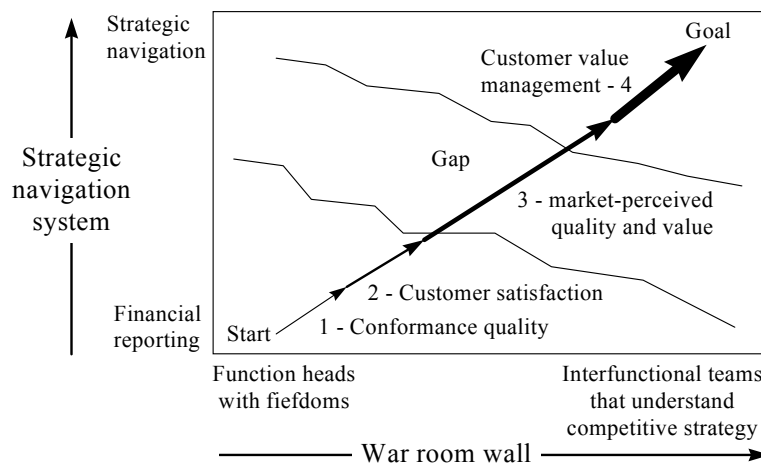 Strategic
navigation
Goal
Customer value
management - 4
Strategic
navigation
system
Gap
3 - market-perceived
quality and value
2 - Customer satisfaction
Financial
reporting
Start
1 - Conformance quality
Function heads
with fiefdoms
Interfunctional teams
that understand
competitive strategy
War room wall